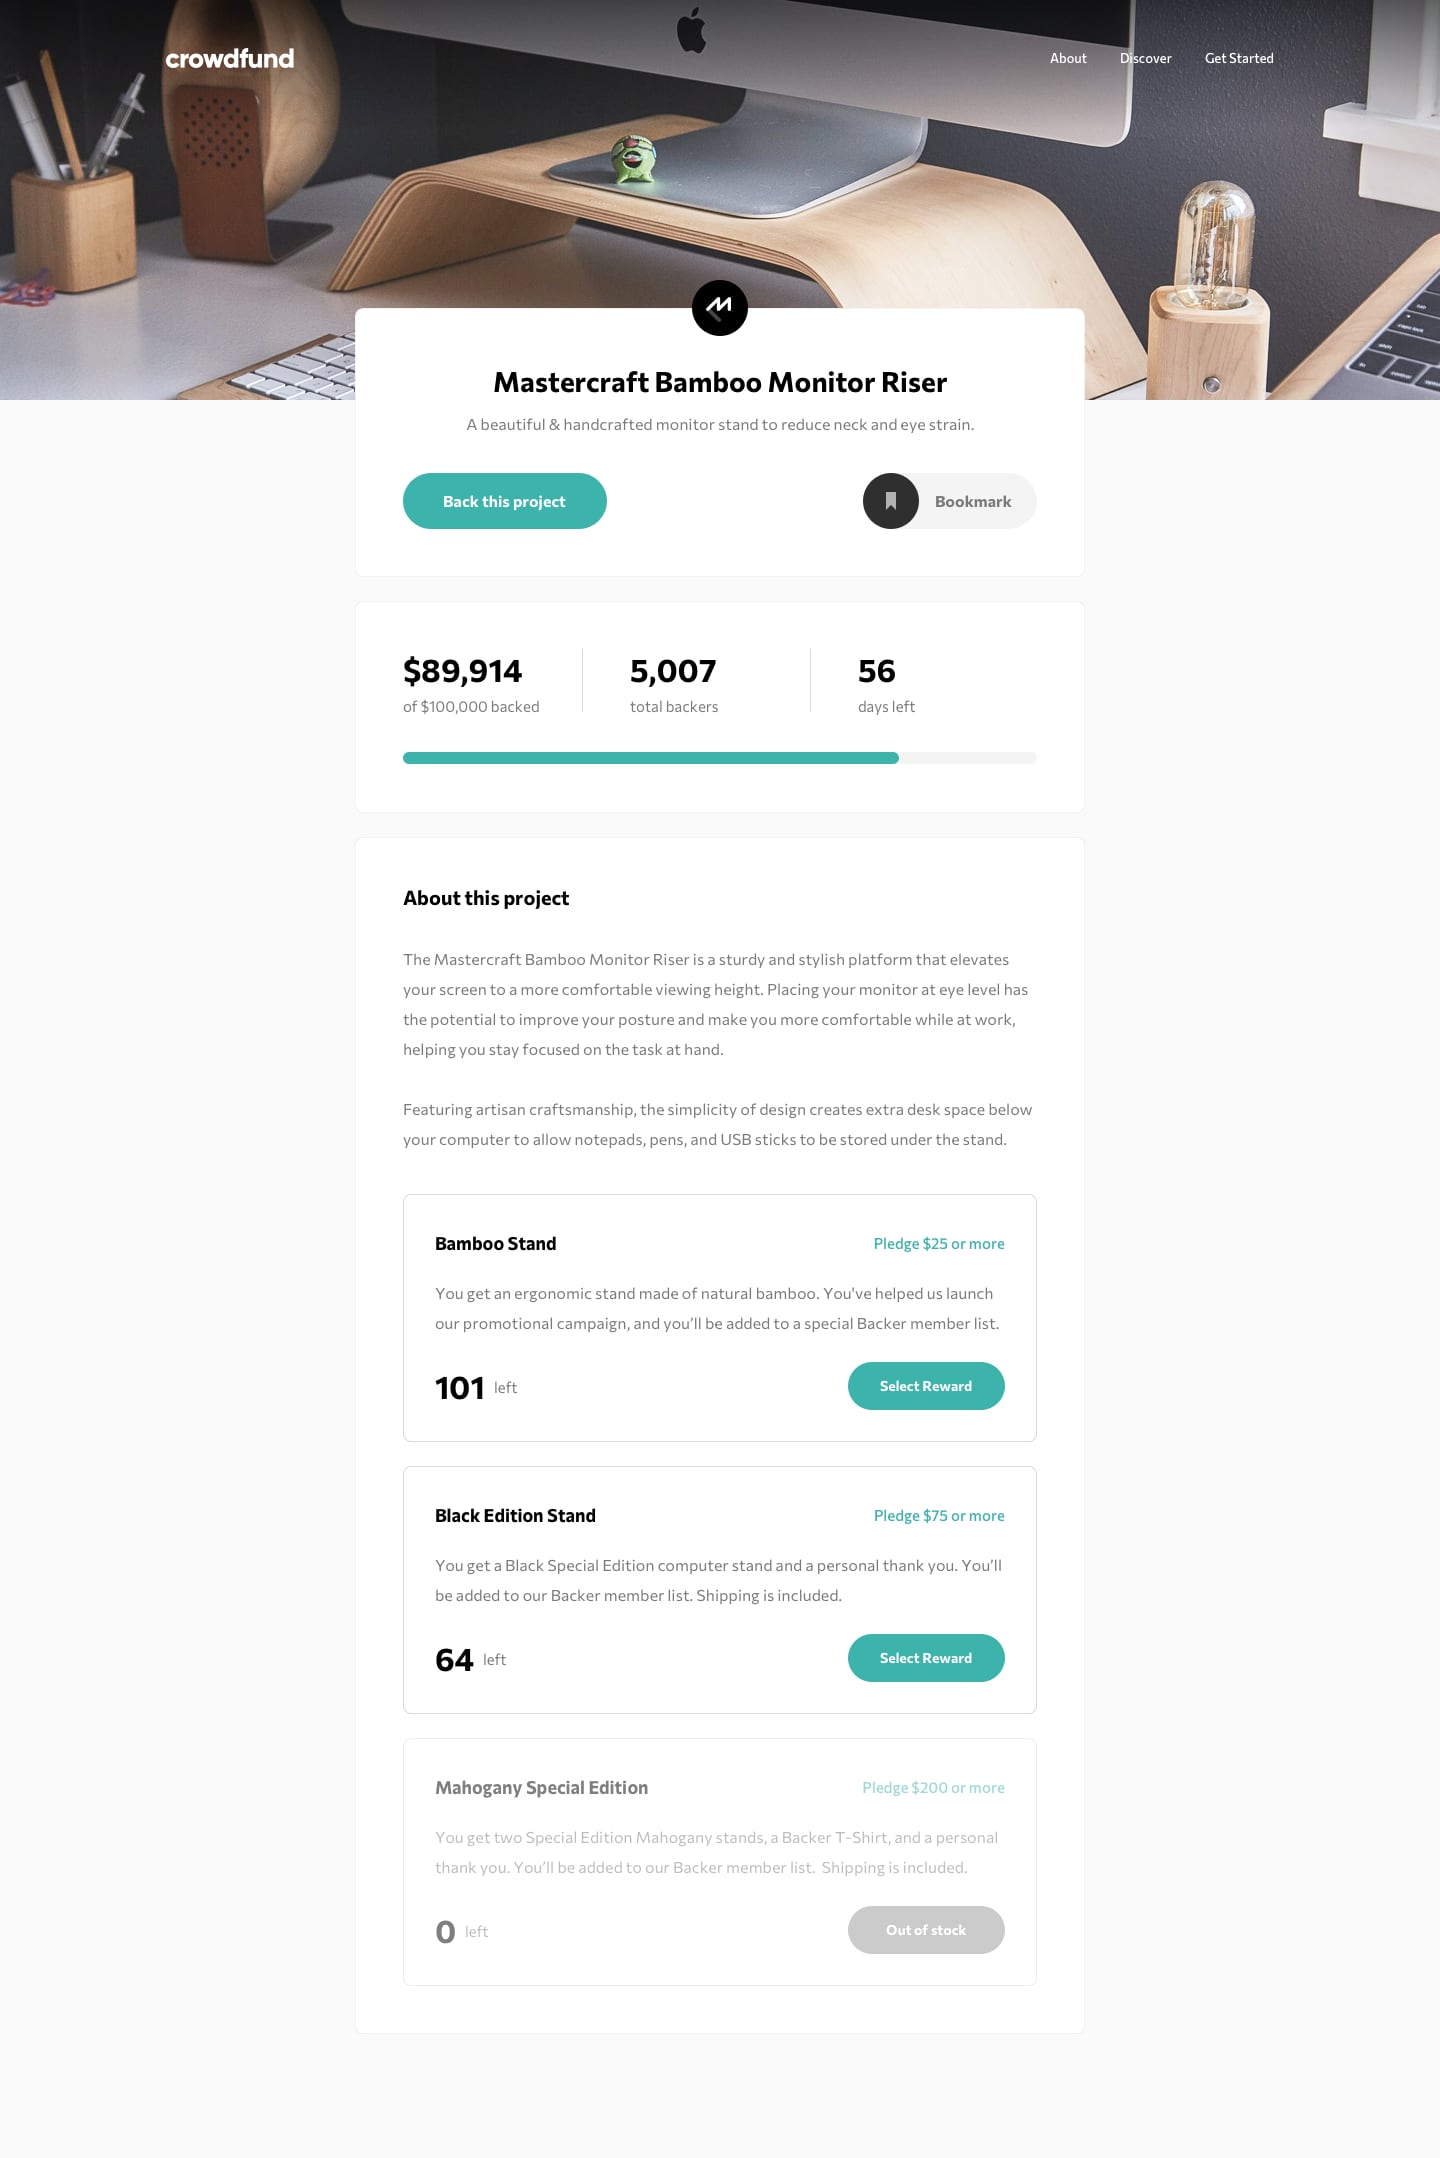 crowdfund
About
Discover
Get Started
Mastercraft Bamboo Monitor Riser
A beautiful & handcrafted monitor stand to reduce neck and eye strain.
Back this project
Bookmark
$89,914
of $100,000 backed
5,007
total backers
56
days left
About this project
The Mastercraft Bamboo Monitor Riser is a sturdy and stylish platform that elevates
your screen to a more comfortable viewing height. Placing your monitor at eye level has
the potential to improve your posture and make you more comfortable while at work,
helping you stay focused on the task at hand.
Featuring artisan craftsmanship, the simplicity of design creates extra desk space below
your computer to allow notepads, pens, and USB sticks to be stored under the stand.
Bamboo Stand
Pledge $25 or more
You get an ergonomic stand made of natural bamboo. You've helped us launch
our promotional campaign, and you’ll be added to a special Backer member list.
101 left
Select Reward
Black Edition Stand
Pledge $75 or more
You get a Black Special Edition computer stand and a personal thank you. You’ll
be added to our Backer member list. Shipping is included.
64 left
Select Reward
Mahogany Special Edition
Pledge $200 or more
You get two Special Edition Mahogany stands, a Backer T-Shirt, and a personal
thank you. You’ll be added to our Backer member list.  Shipping is included.
0 left
Out of stock